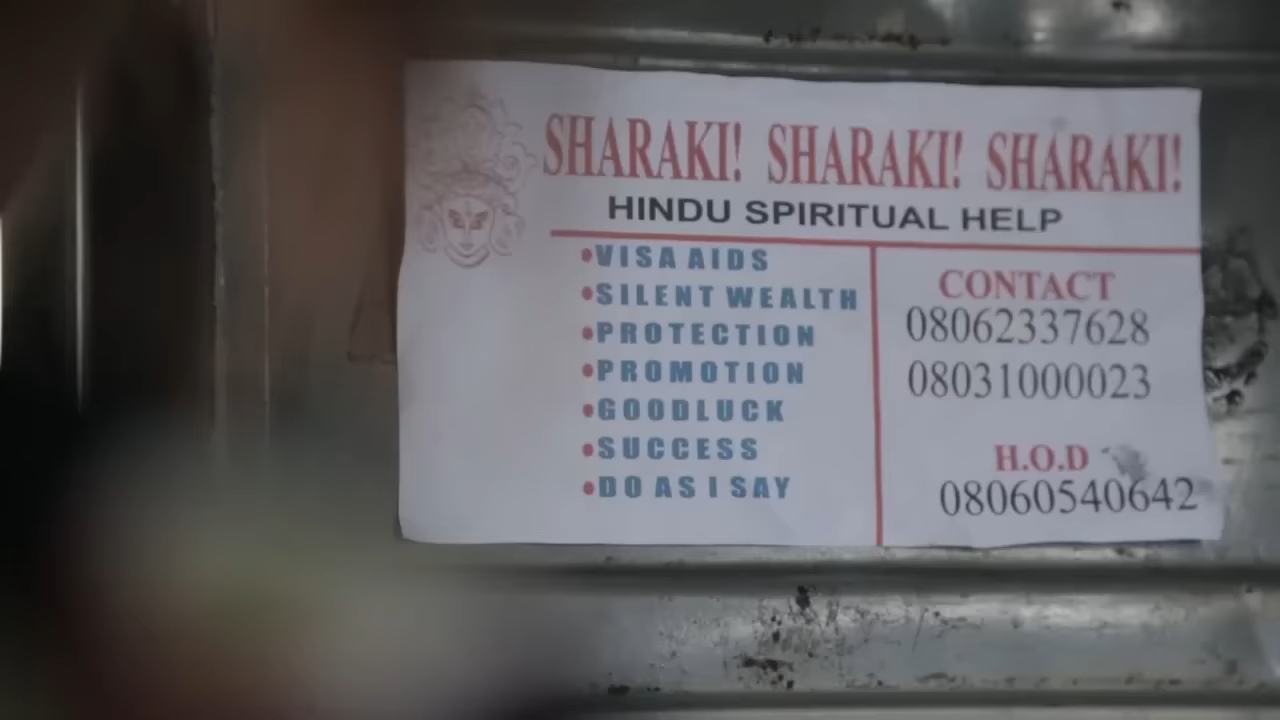 SHARAKI! SHARAKI! SHARAKI!
HINDU SPIRITUAL HELP
•VISA AIDS
•SILENT WEALTH
•PROTECTION
•PROMOTION
•GOODLUCK
•SUCCESS
•DO AS I SAY
CONTACT
08062337628
08031000023
H.O.D
08060540642